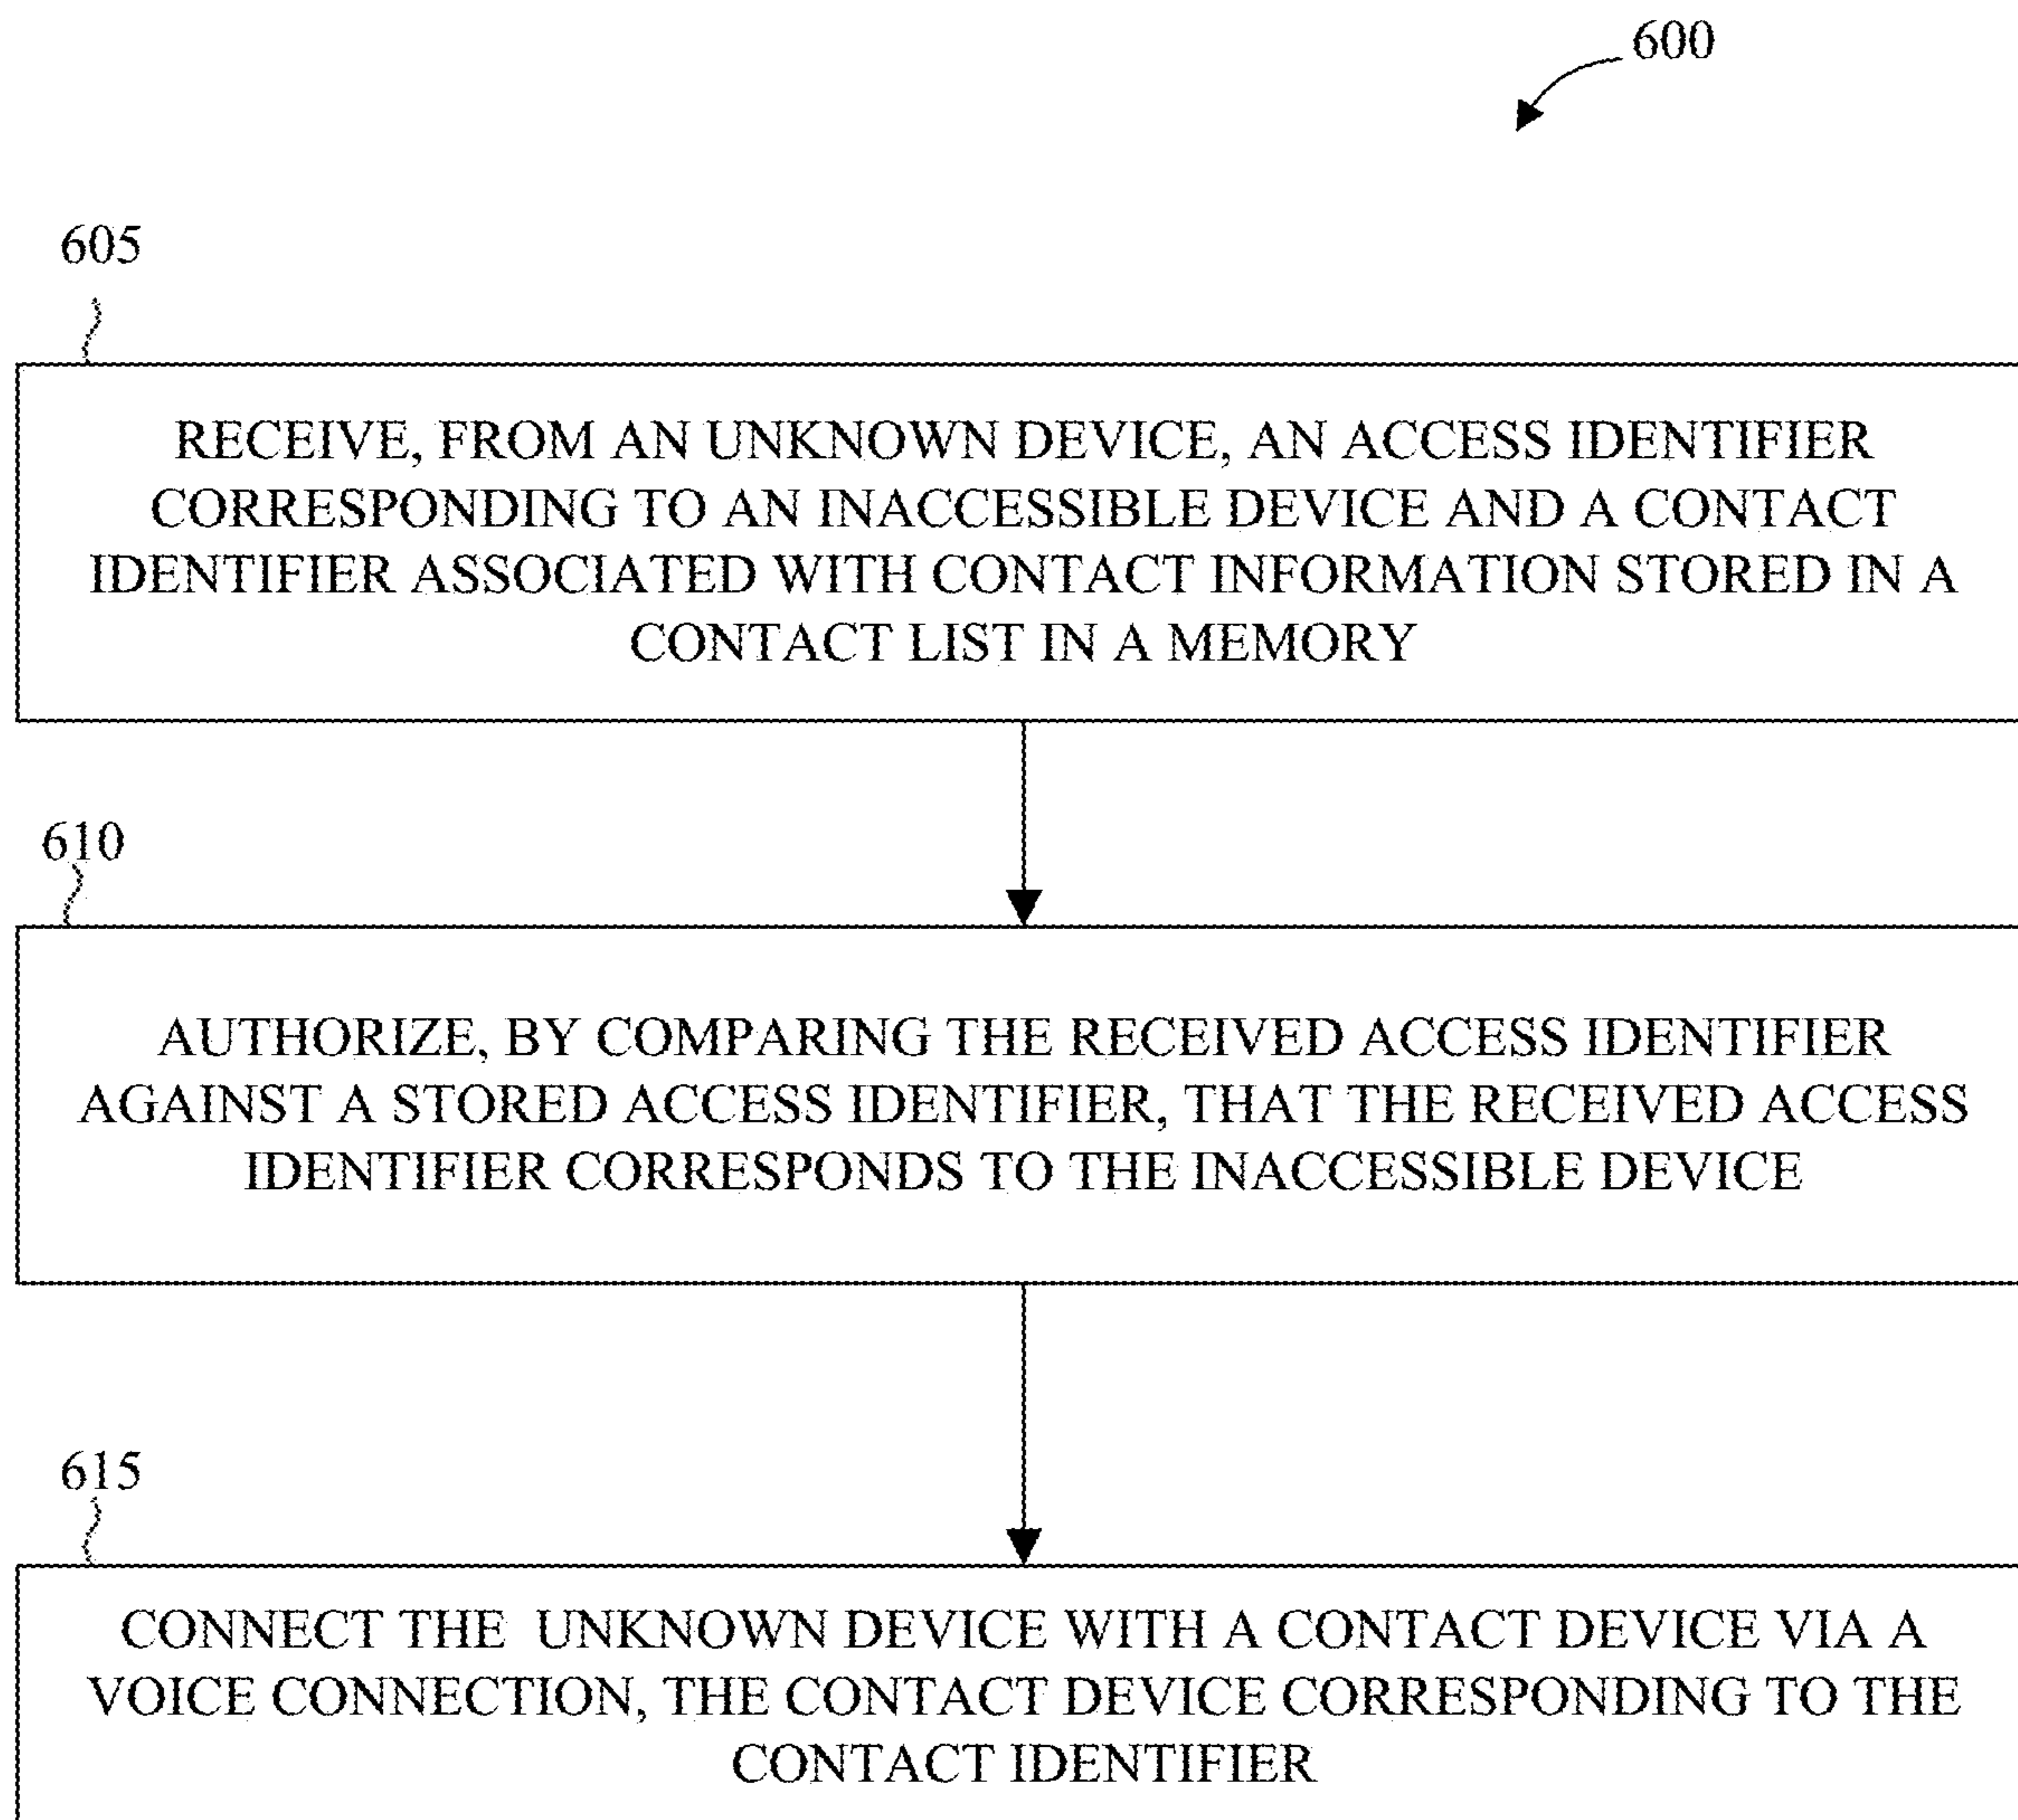 600
605
RECEIVE, FROM AN UNKNOWN DEVICE, AN ACCESS IDENTIFIER
CORRESPONDING TO AN INACCESSIBLE DEVICE AND A CONTACT
IDENTIFIER ASSOCIATED WITH CONTACT INFORMATION STORED IN A
CONTACT LIST IN A MEMORY
610
AUTHORIZE, BY COMPARING THE RECEIVED ACCESS IDENTIFIER
AGAINST A STORED ACCESS IDENTIFIER, THAT THE RECEIVED ACCESS
IDENTIFIER CORRESPONDS TO THE INACCESSIBLE DEVICE
615
CONNECT THE UNKNOWN DEVICE WITH A CONTACT DEVICE VIA A
VOICE CONNECTION, THE CONTACT DEVICE CORRESPONDING TO THE
CONTACT IDENTIFIER